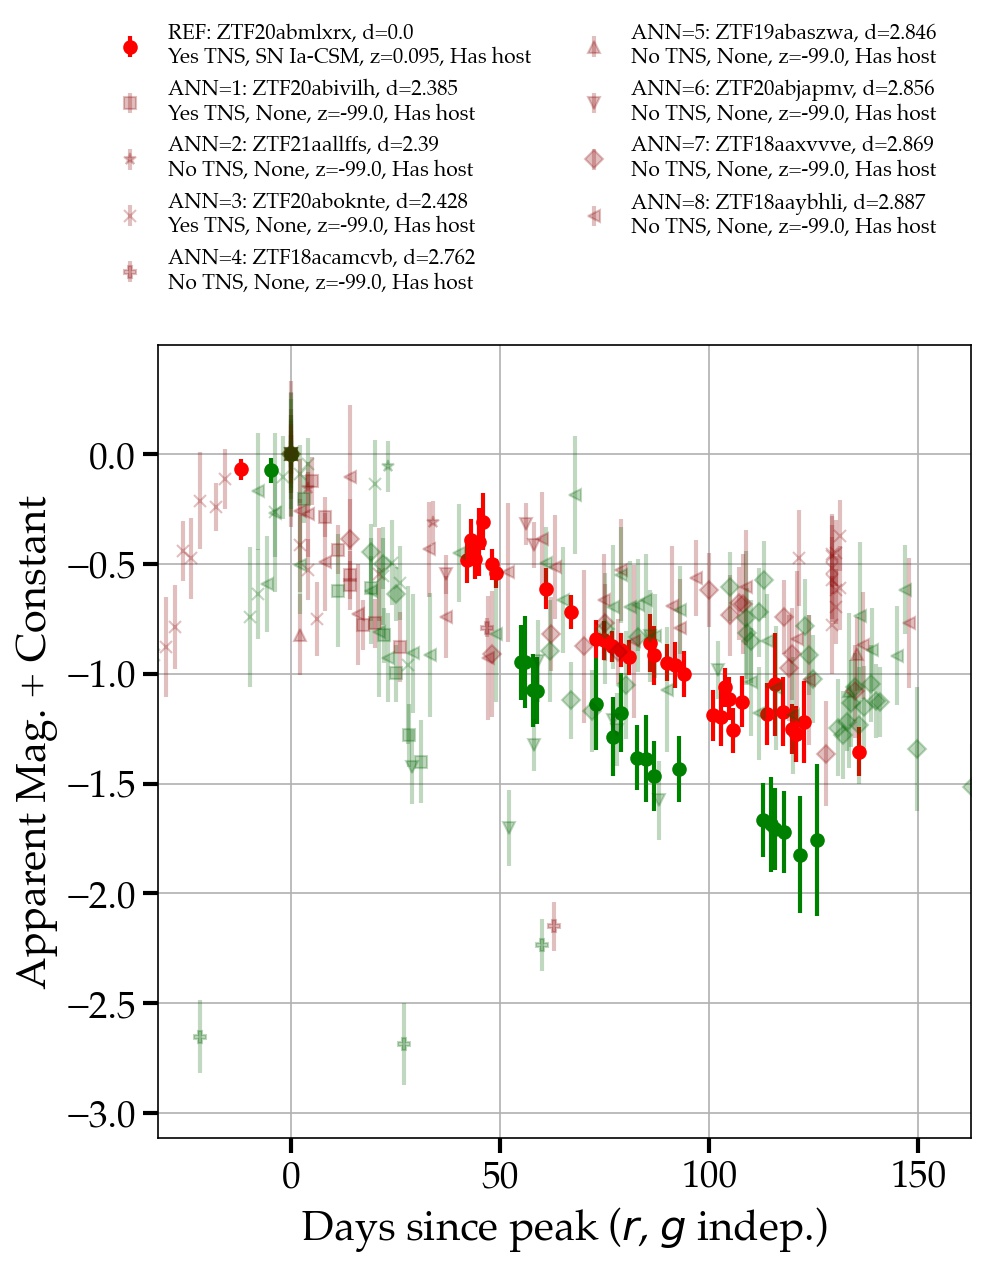 REF: ZTF20abmlxrx, d=0.0
Yes TNS, SN Ia-CSM, z=0.095, Has host
ANN=1: ZTF20abivilh, d=2.385
Yes TNS, None, z=-99.0, Has host
ANN=2: ZTF21aallffs, d=2.39
No TNS, None, z=-99.0, Has host
ANN=3: ZTF20aboknte, d=2.428
Yes TNS, None, z=-99.0, Has host
ANN=4: ZTF18acamcvb, d=2.762
No TNS, None, z=-99.0, Has host
ANN=5: ZTF19abaszwa, d=2.846
No TNS, None, z=-99.0, Has host
ANN=6: ZTF20abjapmv, d=2.856
No TNS, None, z=-99.0, Has host
ANN=7: ZTF18aaxvvve, d=2.869
No TNS, None, z=-99.0, Has host
ANN=8: ZTF18aaybhli, d=2.887
No TNS, None, z=-99.0, Has host
Apparent Mag. + Constant
0.0
−0.5
−1.0
−1.5
−2.0
−2.5
−3.0
0
50
100
150
Days since peak (r, g indep.)